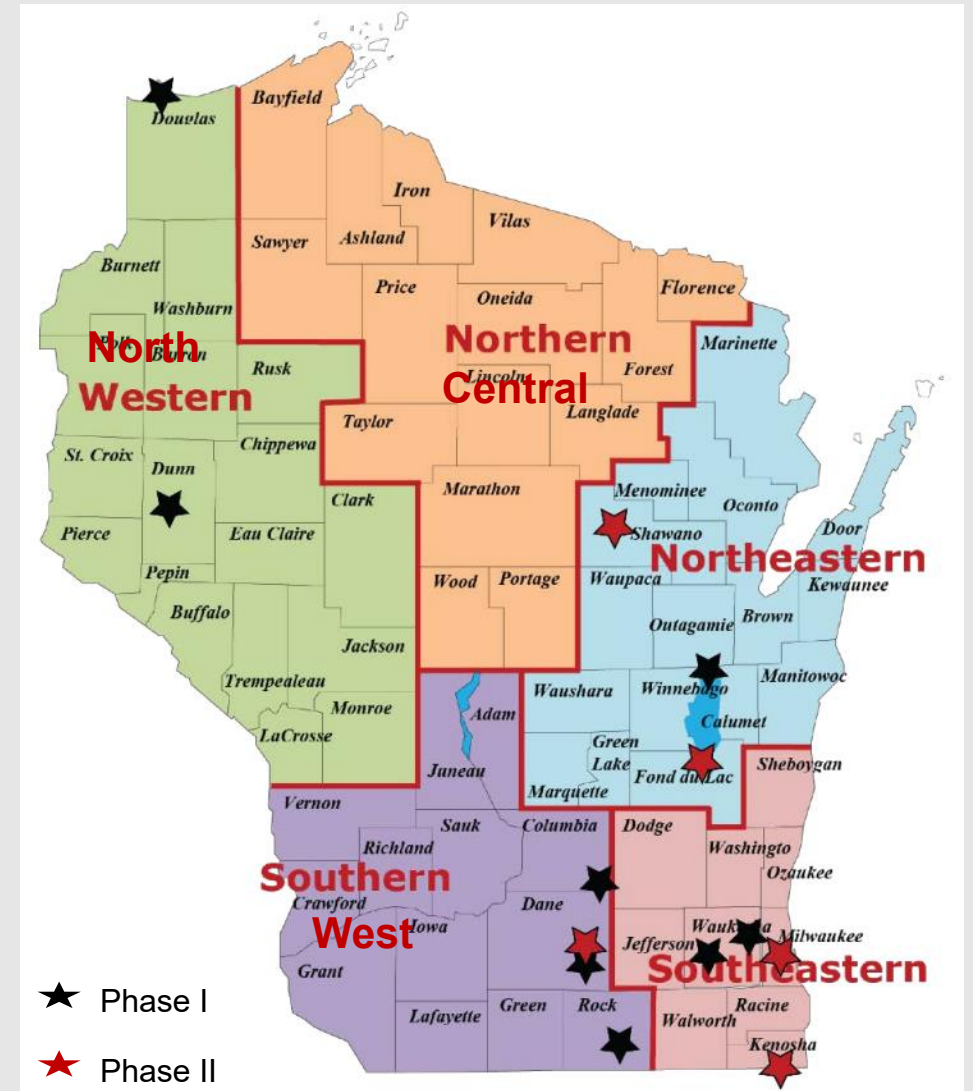 Bayfield
Douglas
Iron
Vilas
Sawyer
Ashland
Burnett
Price
Oneida
Florence
Washburn
North
Polk
Barron
Northern
Marinette
Rusk
Forest
Western
Lincoln
Central
Langlade
Taylor
Chippewa
St. Croix
Dunn
Marathon
Menominee
Clark
Oconto
Pierce
Eau Claire
Shawano
Door
Northeastern
Pepin
Wood
Portage
Waupaca
Kewaunee
Buffalo
Outagamie
Brown
Jackson
Trempealeau
Waushara
Winnebago
Manitowoc
Monroe
Adam
Calumet
LaCrosse
Green
Lake
Juneau
Fond du Lac
Sheboygan
Marquette
Vernon
Sauk
Columbia
Dodge
Richland
Washingto
Ozaukee
Southern
Crawford
Dane
West
Iowa
Jefferson
Milwaukee
Grant
Southeastern
Phase I
Lafayette
Green
Rock
Walworth
Racine
Kenosha
Phase II